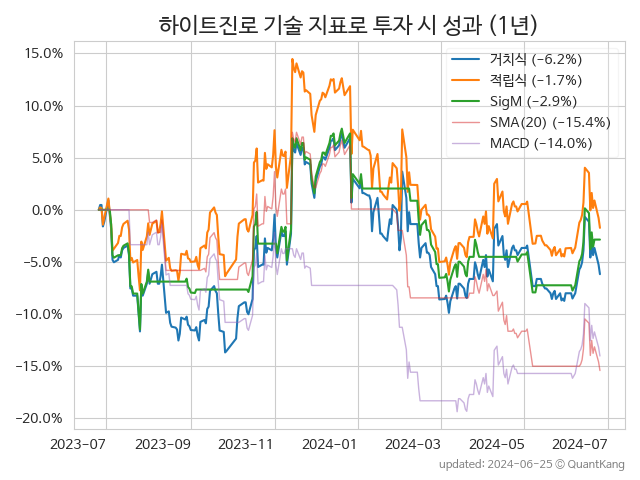 하이트진로 기술 지표로 투자 시 성과 (1년)
15.0%
10.0%
5.0%
0.0%
−5.0%
−10.0%
−15.0%
−20.0%
거치식 (−6.2%)
적립식 (−1.7%)
SigM (−2.9%)
SMA(20) (−15.4%)
MACD (−14.0%)
2023-07 2023-09 2023-11 2024-01 2024-03 2024-05 2024-07
updated: 2024-06-25 ⓒ QuantKang